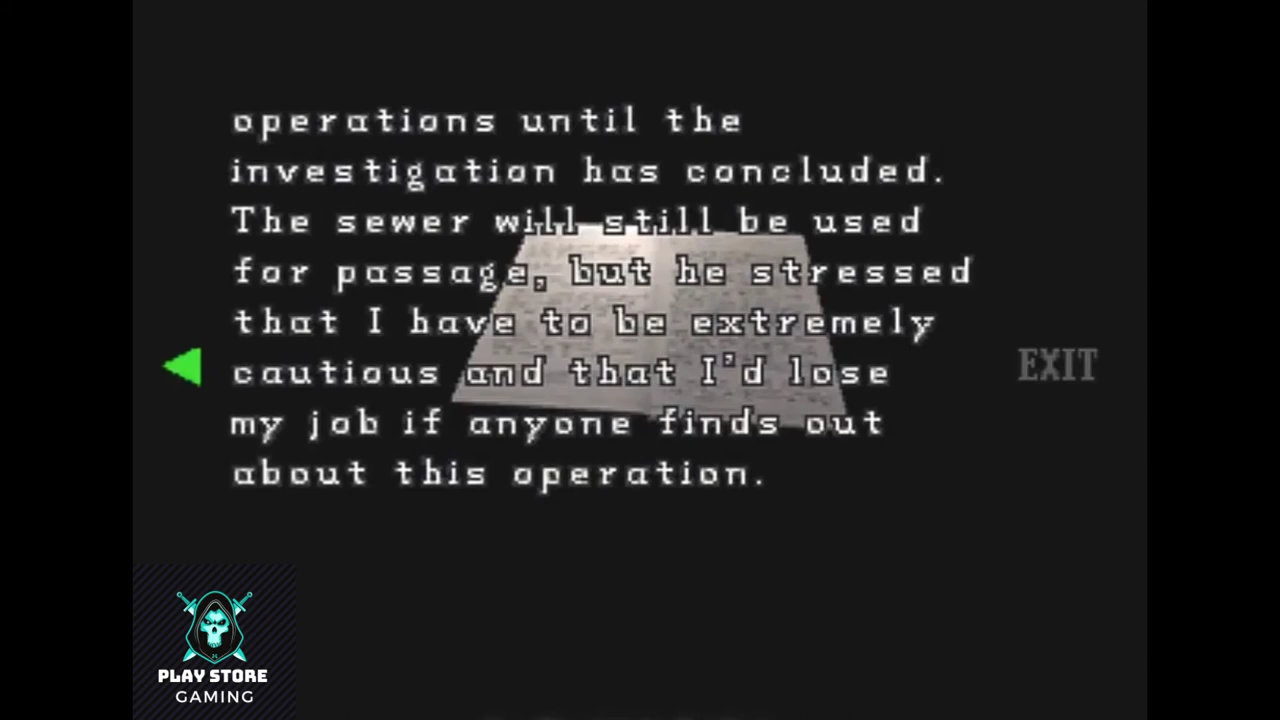 operations until the
investigation has concluded.
The sewer will still be used
for passage, but he stressed
that I have to be extremely
cautious and that I'd lose
my job if anyone finds out
about this operation.
EXIT
PLAY STORE
GAMING